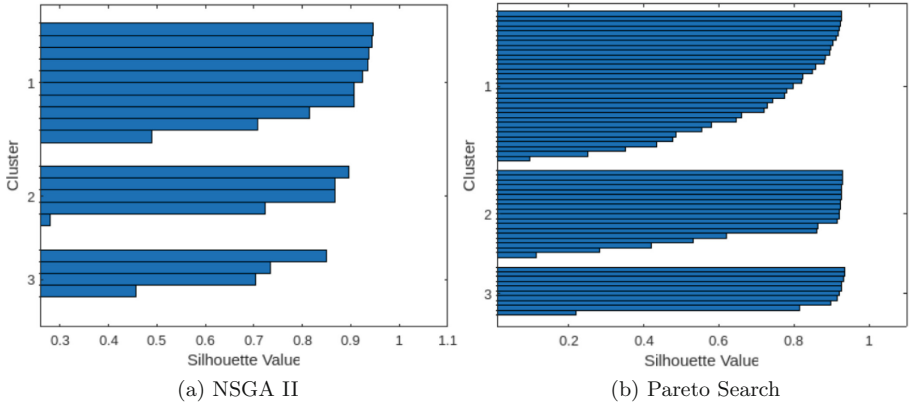 1
2
3
Cluster
0.3 0.4 0.5 0.6 0.7 0.8 0.9 1 1.1
Silhouette Value
(a) NSGA II
1
2
3
Cluster
0.2 0.4 0.6 0.8 1
Silhouette Value
(b) Pareto Search